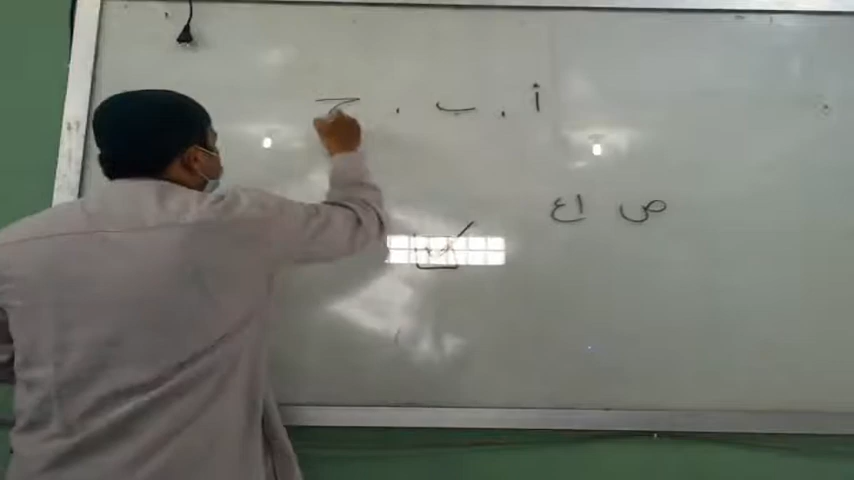 أ . ب . ح
ص اع
ك